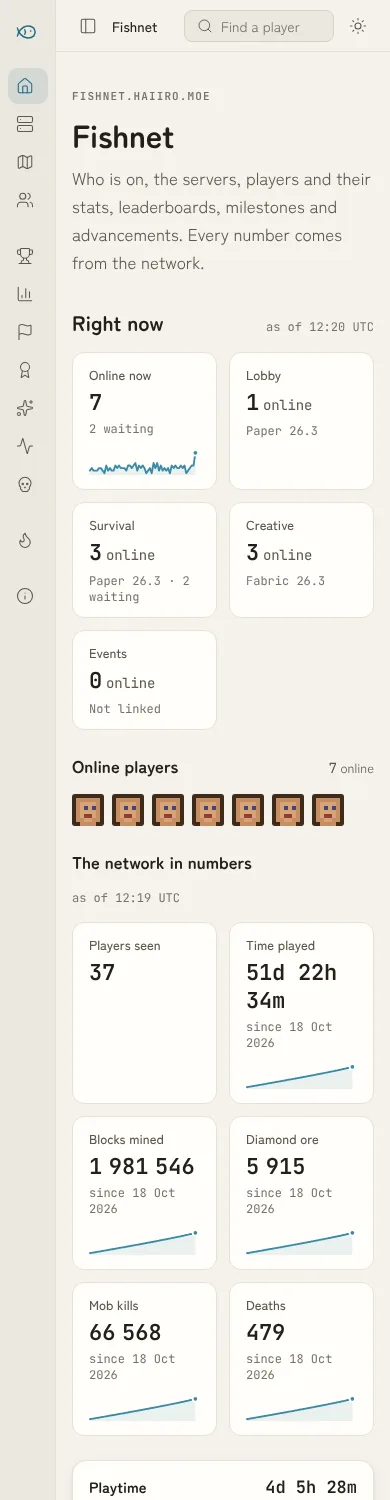 Fishnet
Find a player
FISHNET.HAIIRO.MOE
Fishnet
Who is on, the servers, players and their
stats, leaderboards, milestones and
advancements. Every number comes
from the network.
Right now
as of 12:20 UTC
Online now
7
2 waiting
Lobby
1 online
Paper 26.3
Survival
3 online
Paper 26.3 · 2
waiting
Creative
3 online
Fabric 26.3
Events
0 online
Not linked
Online players
7 online
The network in numbers
as of 12:19 UTC
Players seen
37
Time played
51d 22h
34m
since 18 Oct
2026
Blocks mined
1 981 546
since 18 Oct
2026
Diamond ore
5 915
since 18 Oct
2026
Mob kills
66 568
since 18 Oct
2026
Deaths
479
since 18 Oct
2026
Playtime
4d 5h 28m